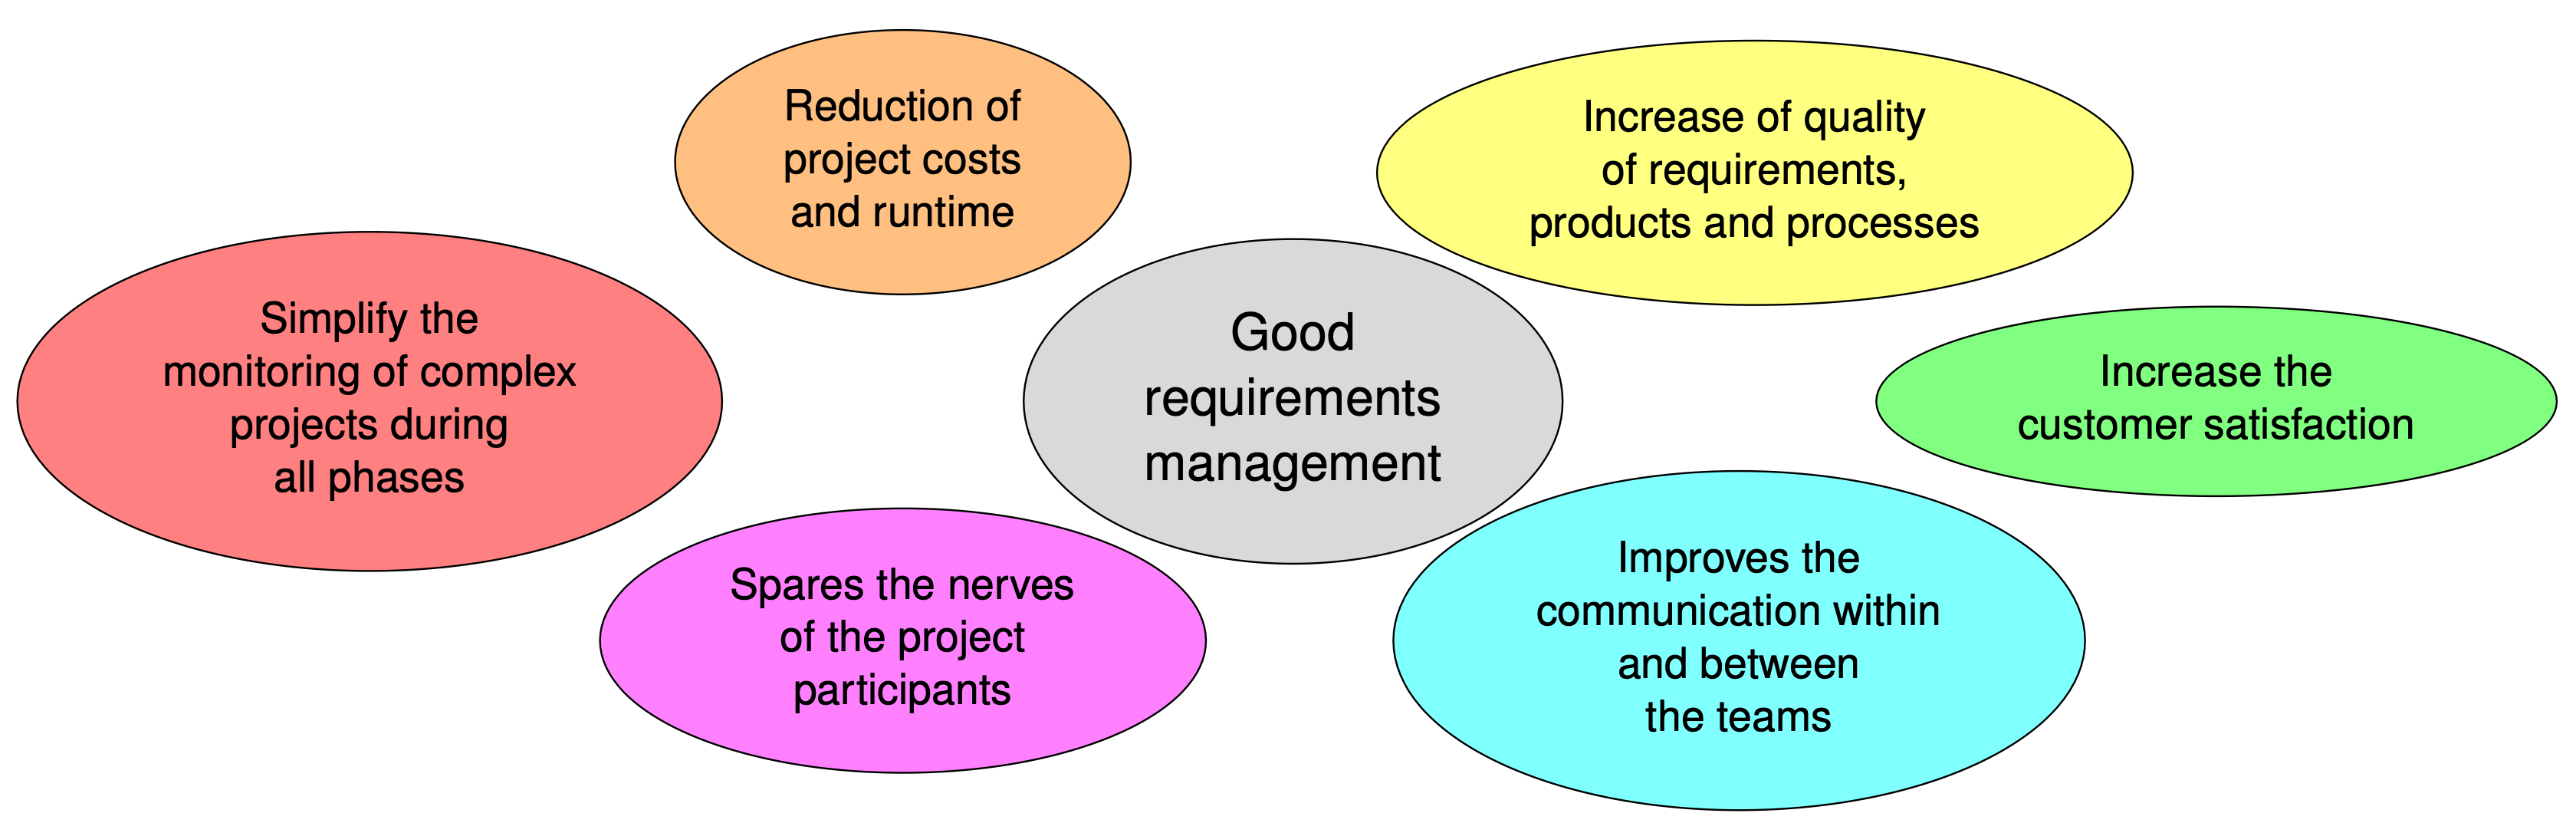 Reduction of
project costs
and runtime
Increase of quality
of requirements,
products and processes
Simplify the
monitoring of complex
projects during
all phases
Good
requirements
management
Increase the
customer satisfaction
Spares the nerves
of the project
participants
Improves the
communication within
and between
the teams